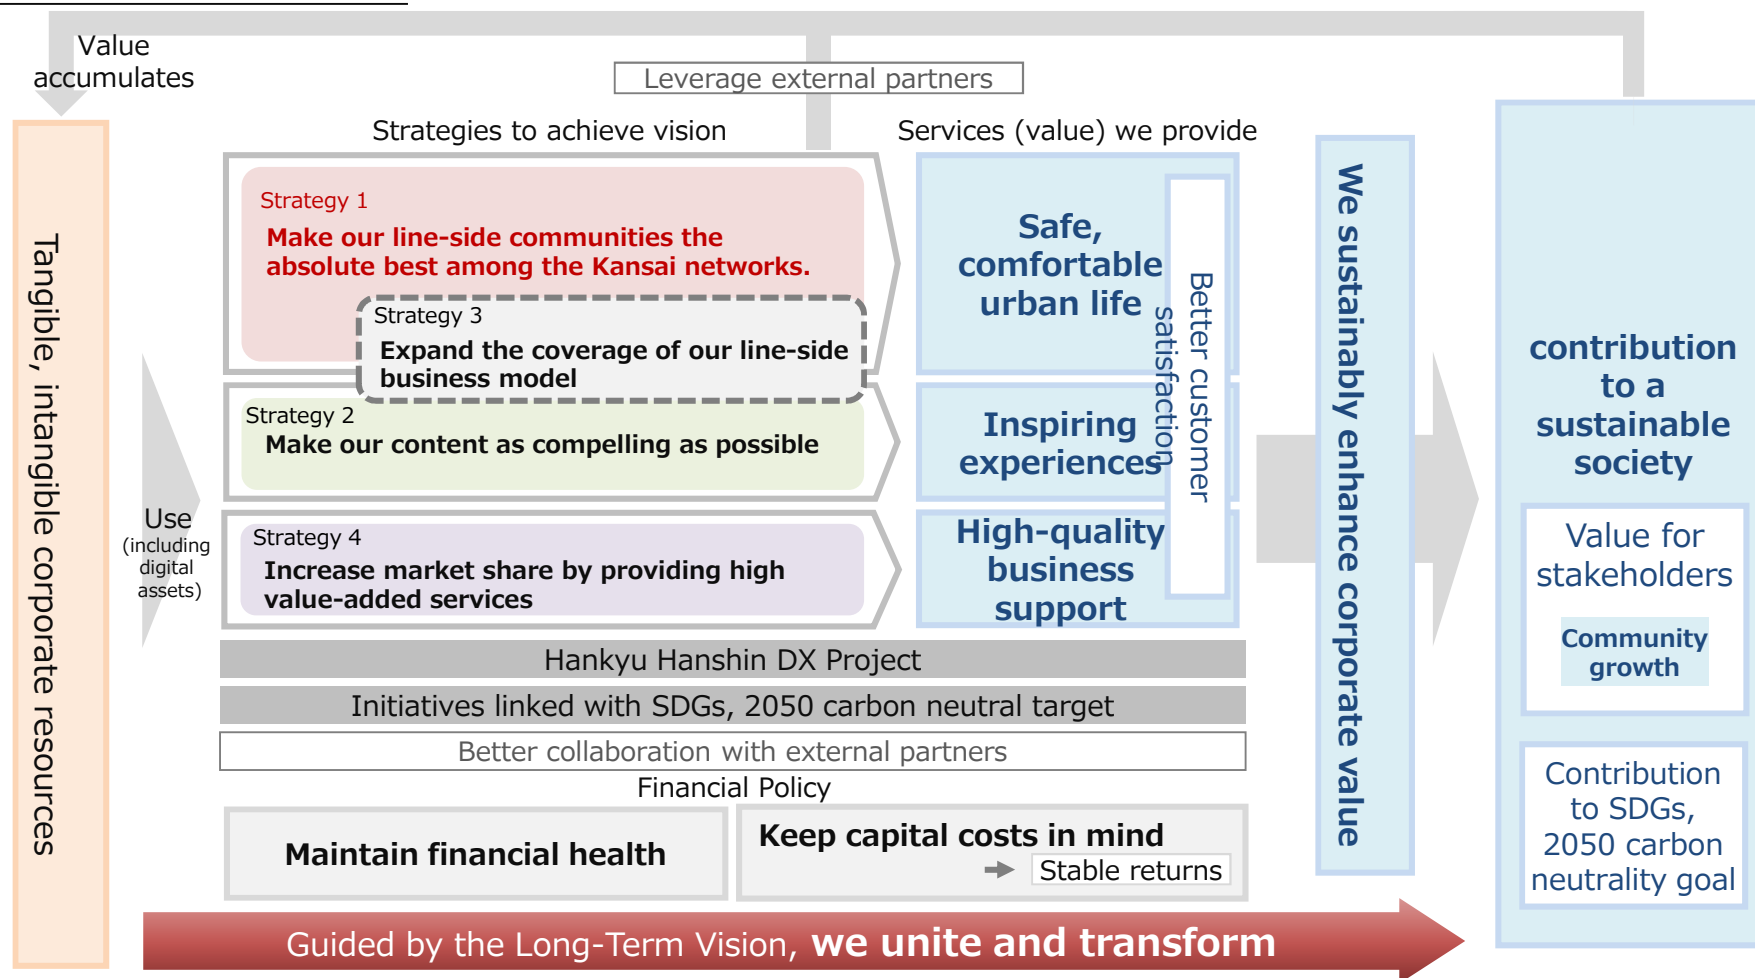 Value
accumulates
Leverage external partners
Strategies to achieve vision
Services (value) we provide
Tangible, intangible corporate resources
Use
(including
digital
assets)
Strategy 1
Make our line-side communities the
absolute best among the Kansai networks.
Strategy 3
Expand the coverage of our line-side
business model
Strategy 2
Make our content as compelling as possible
Strategy 4
Increase market share by providing high
value-added services
Safe,
comfortable
urban life
Inspiring
experiences
High-quality
business
support
Better customer
satisfaction
We sustainably enhance corporate value
contribution
to a
sustainable
society
Value for
stakeholders
Community
growth
Contribution
to SDGs,
2050 carbon
neutrality goal
Hankyu Hanshin DX Project
Initiatives linked with SDGs, 2050 carbon neutral target
Better collaboration with external partners
Financial Policy
Maintain financial health
Keep capital costs in mind
Stable returns
Guided by the Long-Term Vision, we unite and transform